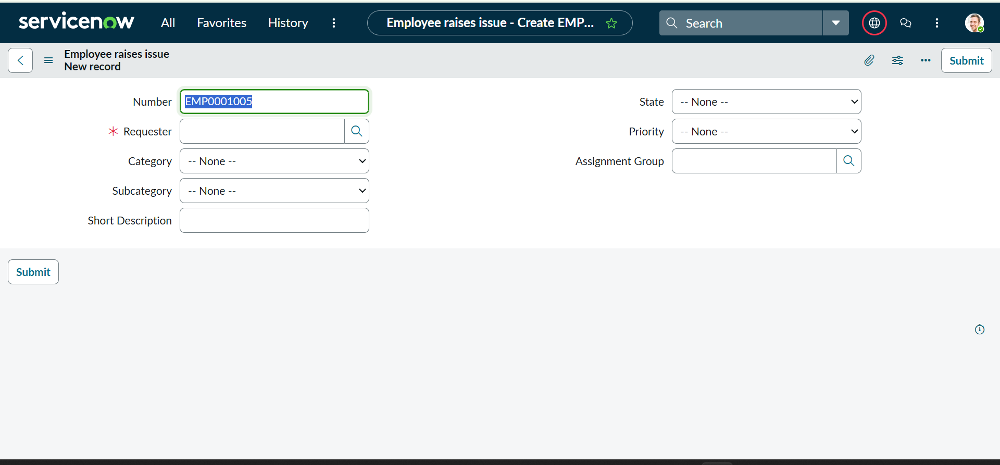 servicenow All Favorites History Employee raises issue - Create EMP... Search
Employee raises issue
New record
Submit
Number EMP0001005 State -- None --
Requester Priority -- None --
Category -- None -- Assignment Group
Subcategory -- None --
Short Description
Submit